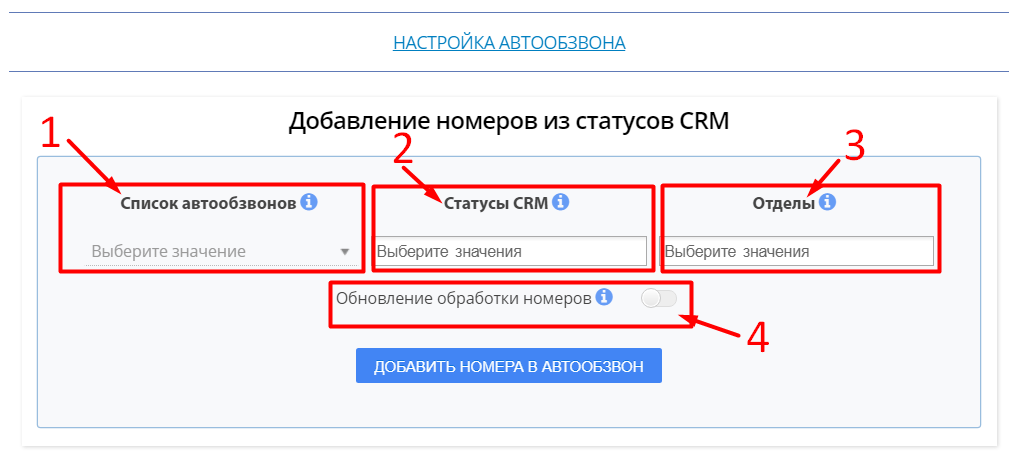 НАСТРОЙКА АВТООБЗВОНА
Добавление номеров из статусов CRM
1
2
3
Список автообзвонов
Статусы CRM
Отделы
Выберите значение
Выберите значения
Выберите значения
Обновление обработки номеров
4
ДОБАВИТЬ НОМЕРА В АВТООБЗВОН